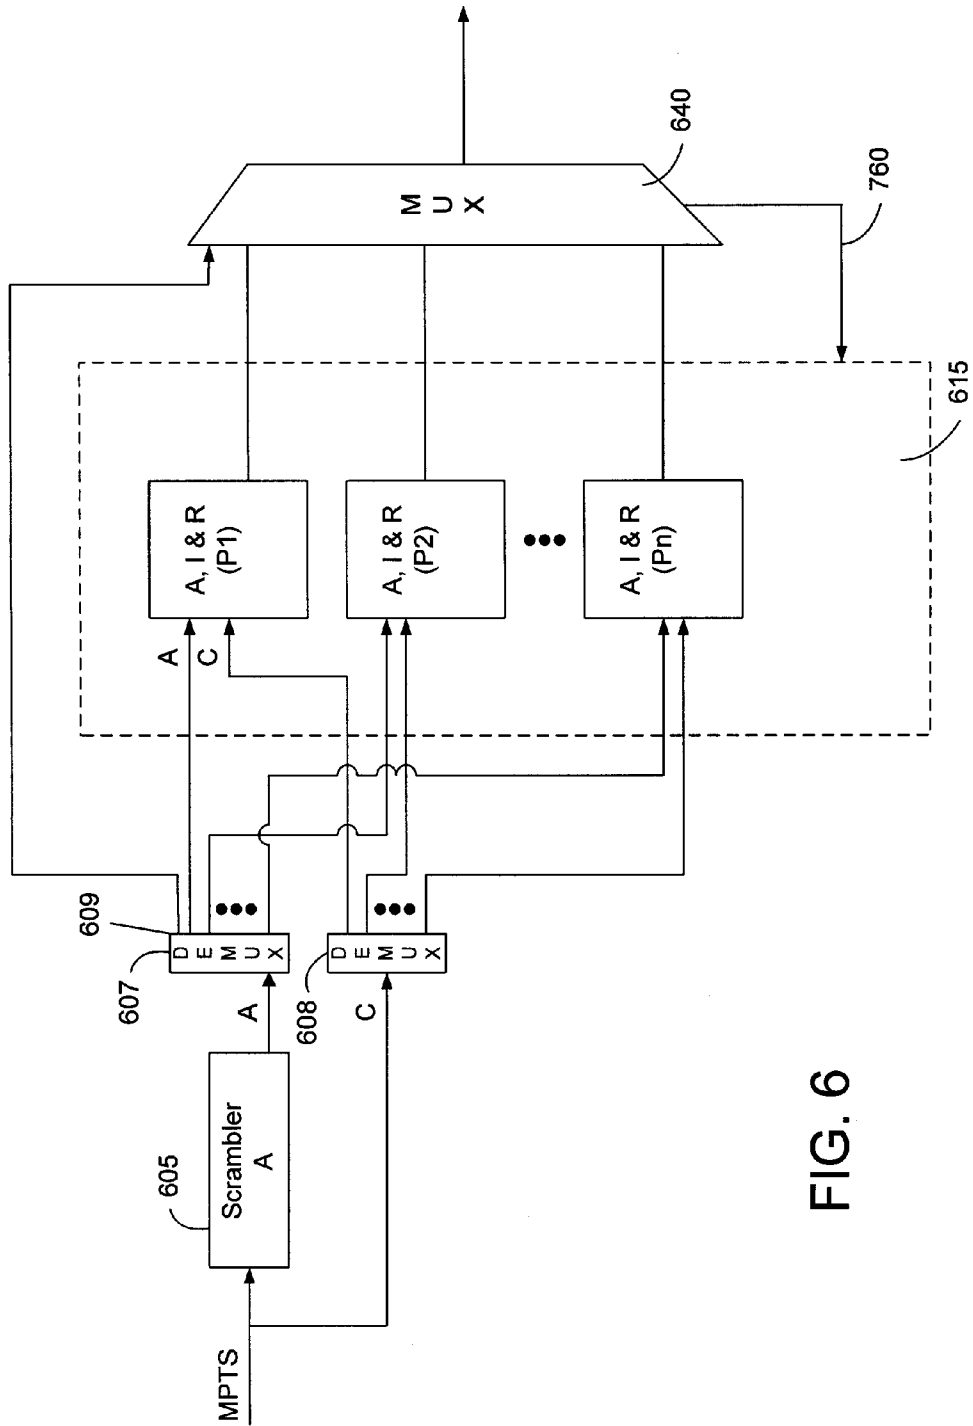 MPTS
605
Scrambler
A
A
C
607
609
D E M U X
608
D E M U X
A
C
A, I & R
(P1)
A, I & R
(P2)
A, I & R
(Pn)
615
M
U
X
640
760
FIG. 6